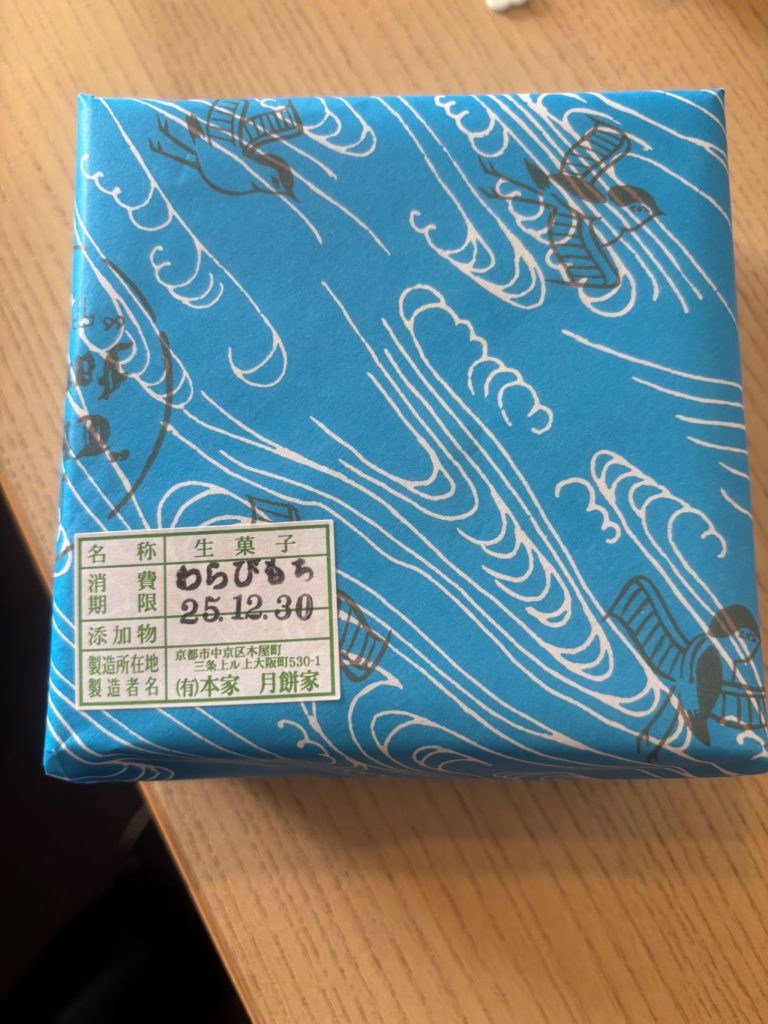 名称 生菓子
消費期限 わらびもち
25.12.30
添加物
製造所在地 京都市中京区木屋町
三条上ル上大阪町530-1
製造者名 (有)本家 月餅家